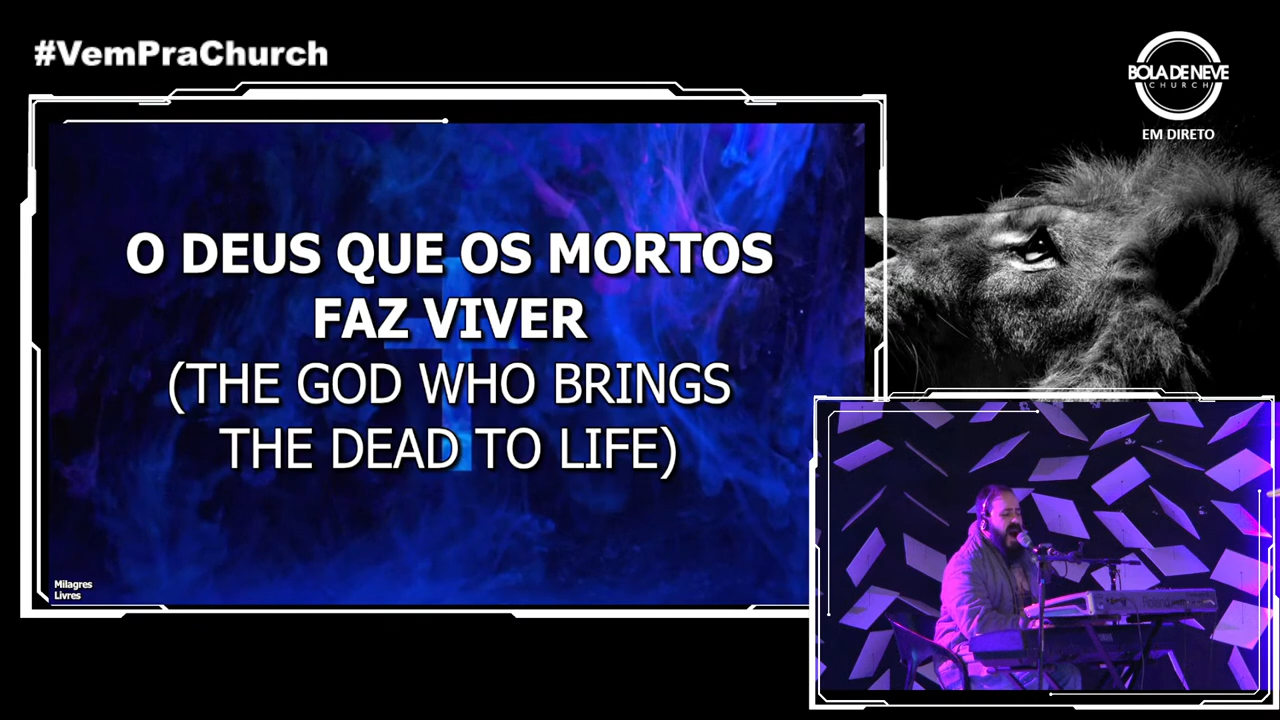 #VemPraChurch
BOLA DE NEVE
CHURCH
EM DIRETO
O DEUS QUE OS MORTOS
FAZ VIVER
(THE GOD WHO BRINGS
THE DEAD TO LIFE)
Milagres
Livres
Roland